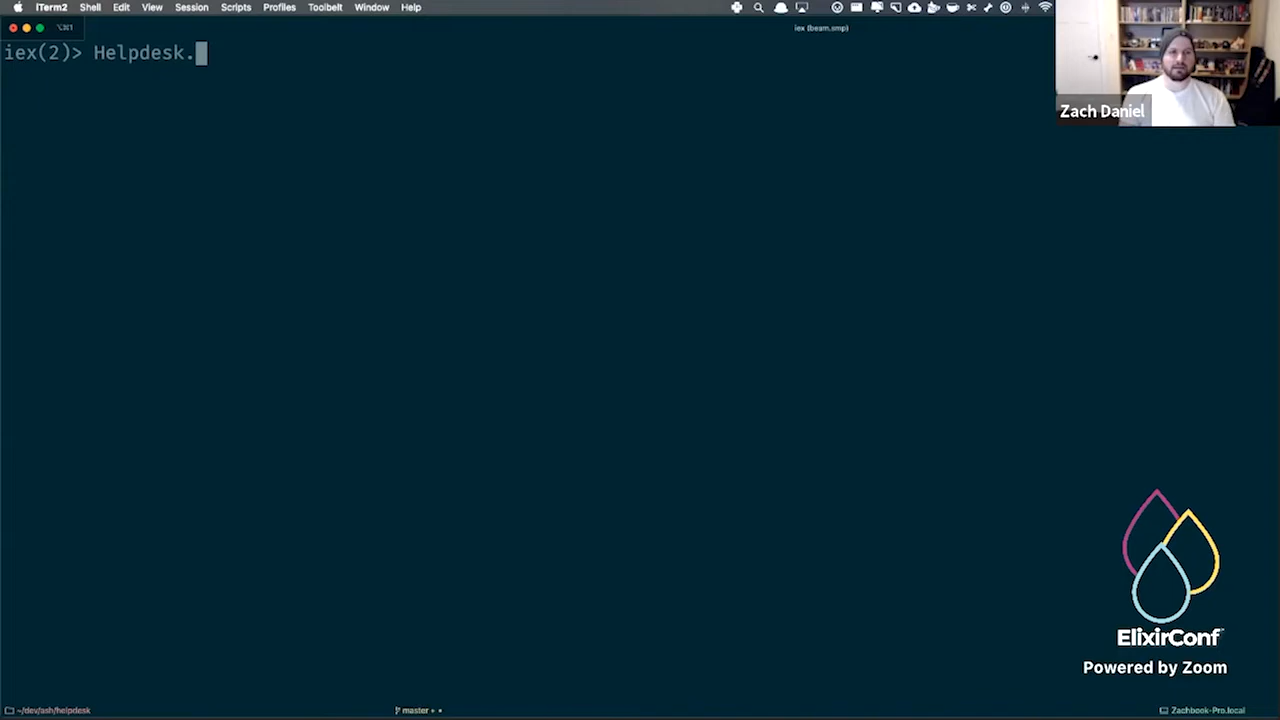 iTerm2 Shell Edit View Session Scripts Profiles Toolbelt Window Help
⌥⌘1
iex (beam.smp)
iex(2)> Helpdesk.
Zach Daniel
ElixirConf
Powered by Zoom
~/dev/ash/helpdesk
master
Zachbook-Pro.local